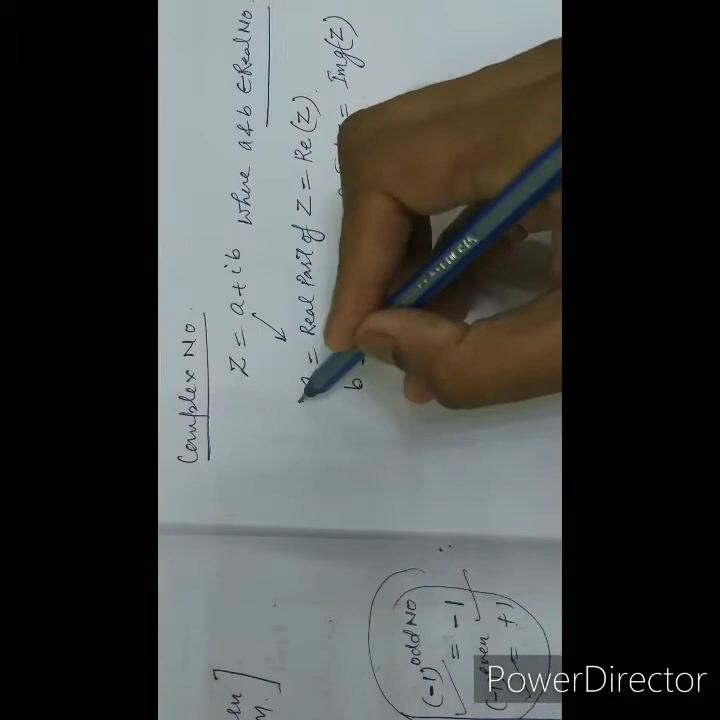 Complex No.
Z = a + ib where a & b ∈ Real No.
= Real Part of Z = Re(Z).
b = Img(Z)
(-1)^odd No = -1
(-1)^even = +1
PowerDirector